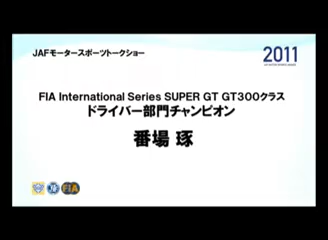 JAFモータースポーツトークショー
2011
FIA International Series SUPER GT GT300クラス
ドライバー部門チャンピオン
番場 琢
FIA